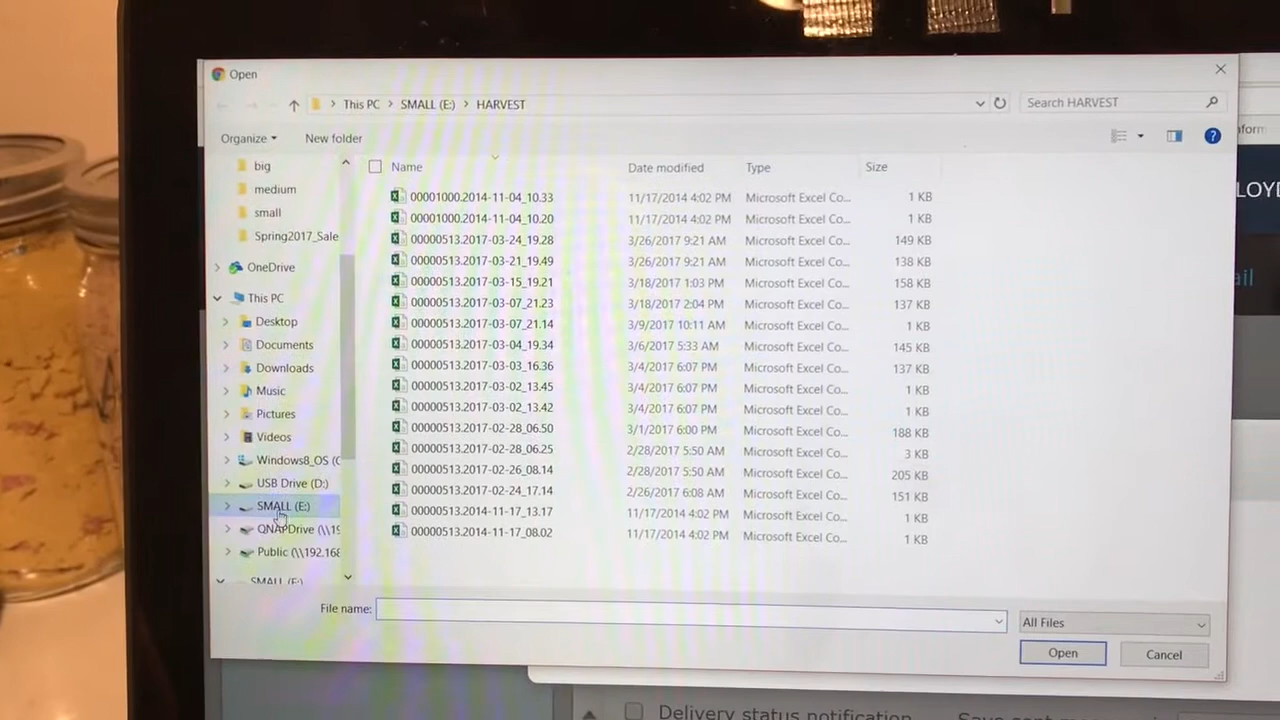 Open
This PC > SMALL (E:) > HARVEST
Search HARVEST
Organize
New folder
Name
Date modified
Type
Size
big
medium
small
Spring2017_Sale
OneDrive
This PC
Desktop
Documents
Downloads
Music
Pictures
Videos
Windows8_OS (C
USB Drive (D:)
SMALL (E:)
QNAPDrive (\\19
Public (\\192.168
SMALL (E:)
00001000.2014-11-04_10.33 11/17/2014 4:02 PM Microsoft Excel Co... 1 KB
00001000.2014-11-04_10.20 11/17/2014 4:02 PM Microsoft Excel Co... 1 KB
00000513.2017-03-24_19.28 3/26/2017 9:21 AM Microsoft Excel Co... 149 KB
00000513.2017-03-21_19.49 3/26/2017 9:21 AM Microsoft Excel Co... 138 KB
00000513.2017-03-15_19.21 3/18/2017 1:03 PM Microsoft Excel Co... 158 KB
00000513.2017-03-07_21.23 3/18/2017 2:04 PM Microsoft Excel Co... 137 KB
00000513.2017-03-07_21.14 3/9/2017 10:11 AM Microsoft Excel Co... 1 KB
00000513.2017-03-04_19.34 3/6/2017 5:33 AM Microsoft Excel Co... 145 KB
00000513.2017-03-03_16.36 3/4/2017 6:07 PM Microsoft Excel Co... 137 KB
00000513.2017-03-02_13.45 3/4/2017 6:07 PM Microsoft Excel Co... 1 KB
00000513.2017-03-02_13.42 3/4/2017 6:07 PM Microsoft Excel Co... 1 KB
00000513.2017-02-28_06.50 3/1/2017 6:00 PM Microsoft Excel Co... 188 KB
00000513.2017-02-28_06.25 2/28/2017 5:50 AM Microsoft Excel Co... 3 KB
00000513.2017-02-26_08.14 2/28/2017 5:50 AM Microsoft Excel Co... 205 KB
00000513.2017-02-24_17.14 2/26/2017 6:08 AM Microsoft Excel Co... 151 KB
00000513.2014-11-17_13.17 11/17/2014 4:02 PM Microsoft Excel Co... 1 KB
00000513.2014-11-17_08.02 11/17/2014 4:02 PM Microsoft Excel Co... 1 KB
File name:
All Files
Open
Cancel
nform
LOYE
ail
Delivery status notification